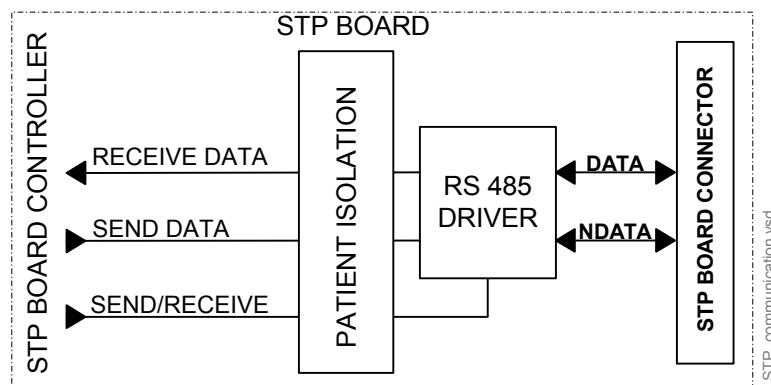 STP BOARD
STP BOARD CONTROLLER
RECEIVE DATA
SEND DATA
SEND/RECEIVE
PATIENT ISOLATION
RS 485
DRIVER
DATA
NDATA
STP BOARD CONNECTOR
STP_communication.vsd